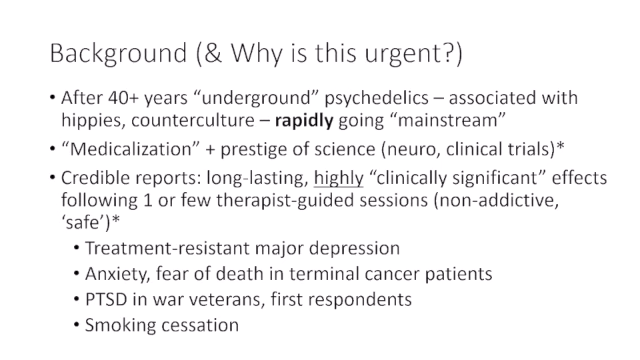 Background (& Why is this urgent?)
• After 40+ years “underground” psychedelics – associated with
hippies, counterculture – rapidly going “mainstream”
• “Medicalization” + prestige of science (neuro, clinical trials)*
• Credible reports: long-lasting, highly “clinically significant” effects
following 1 or few therapist-guided sessions (non-addictive,
‘safe’)*
• Treatment-resistant major depression
• Anxiety, fear of death in terminal cancer patients
• PTSD in war veterans, first respondents
• Smoking cessation